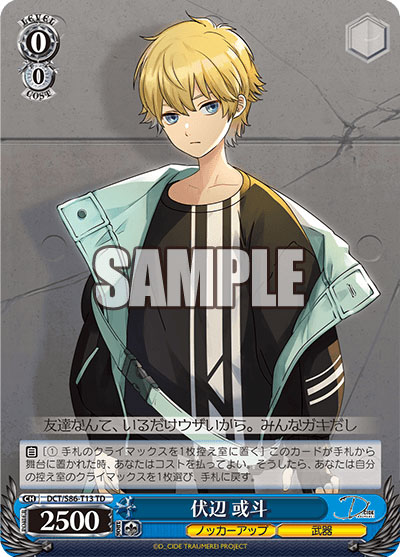 LEVEL
0
0
COST
SAMPLE
友達なんて、いるだけウザいから。みんなガキだし
【自】[① 手札のクライマックスを1枚控え室に置く] このカードが手札から
舞台に置かれた時、あなたはコストを払ってよい。そうしたら、あなたは自分
の控え室のクライマックスを1枚選び、手札に戻す。
CH DCT/S86-T13 TD
2500
伏辺 或斗
ノッカーアップ
武器
©D_CIDE TRAUMEREI PROJECT